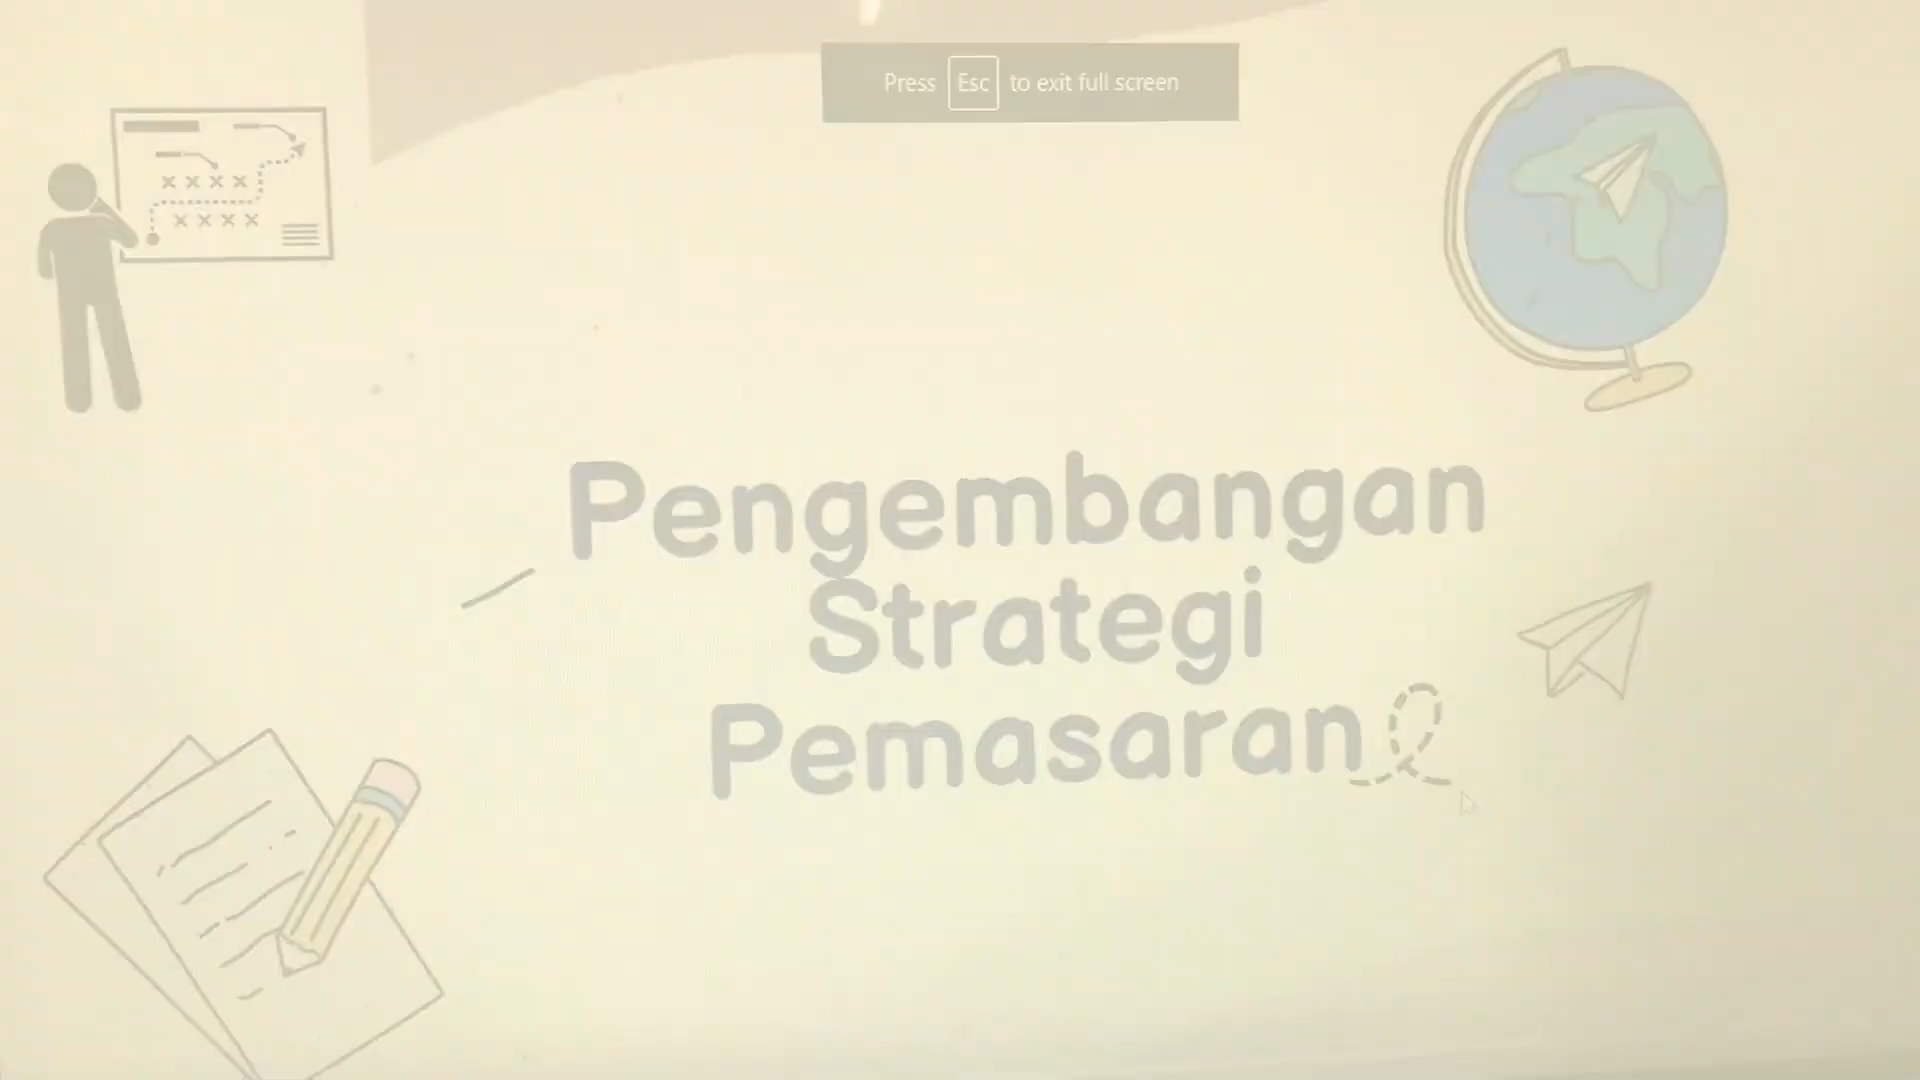 Press Esc to exit full screen
Pengembangan
Strategi
Pemasaran